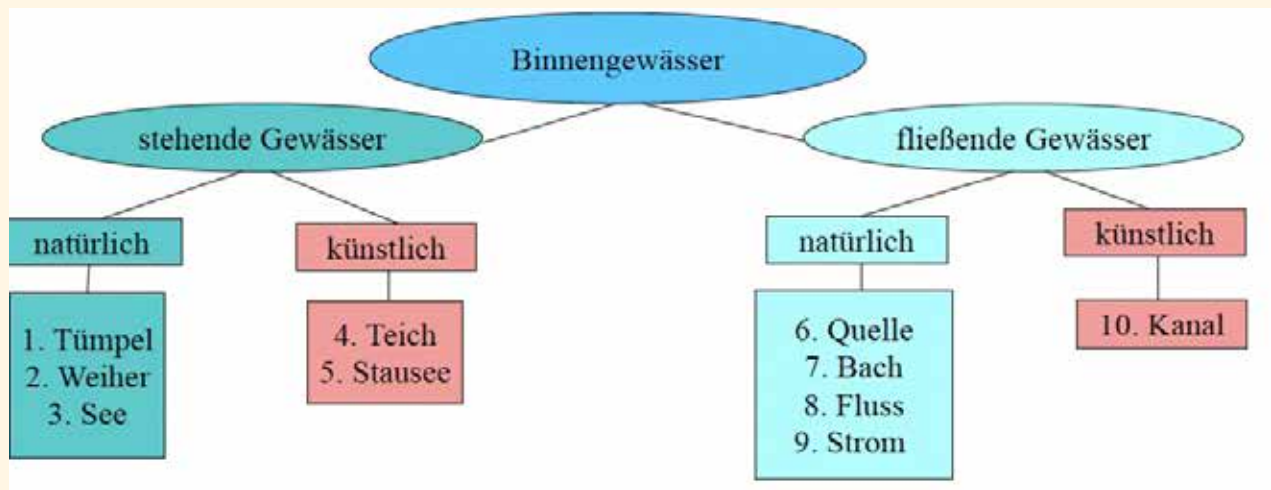 Binnengewässer
stehende Gewässer
fließende Gewässer
natürlich
künstlich
natürlich
künstlich
1. Tümpel
2. Weiher
3. See
4. Teich
5. Stausee
6. Quelle
7. Bach
8. Fluss
9. Strom
10. Kanal